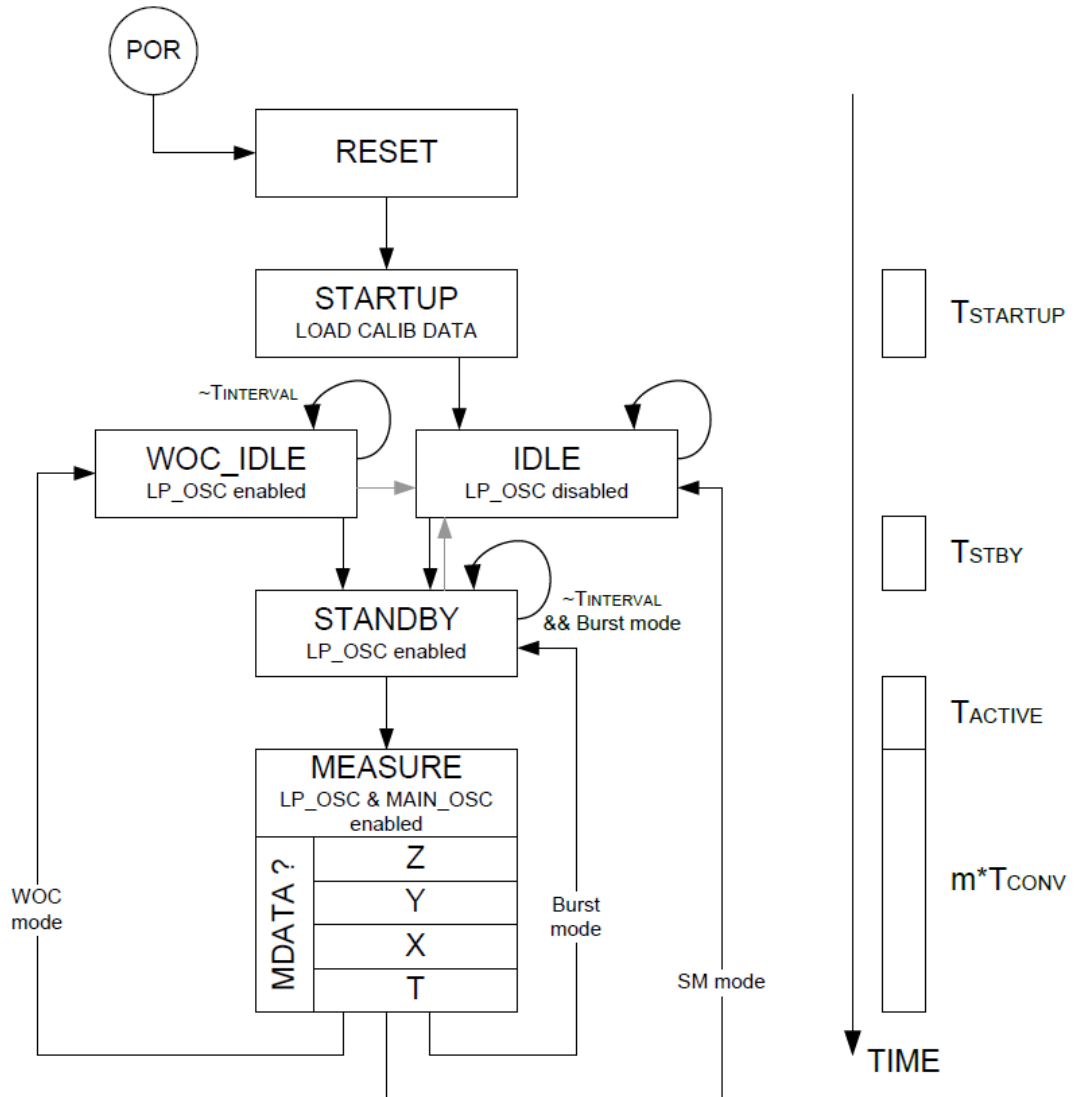 POR
RESET
STARTUP
LOAD CALIB DATA
TSTARTUP
~TINTERVAL
WOC_IDLE
LP_OSC enabled
IDLE
LP_OSC disabled
TSTBY
STANDBY
LP_OSC enabled
~TINTERVAL
&& Burst mode
TACTIVE
MEASURE
LP_OSC & MAIN_OSC
enabled
MDATA ?
Z
Y
X
T
WOC
mode
Burst
mode
SM mode
m*TCONV
TIME